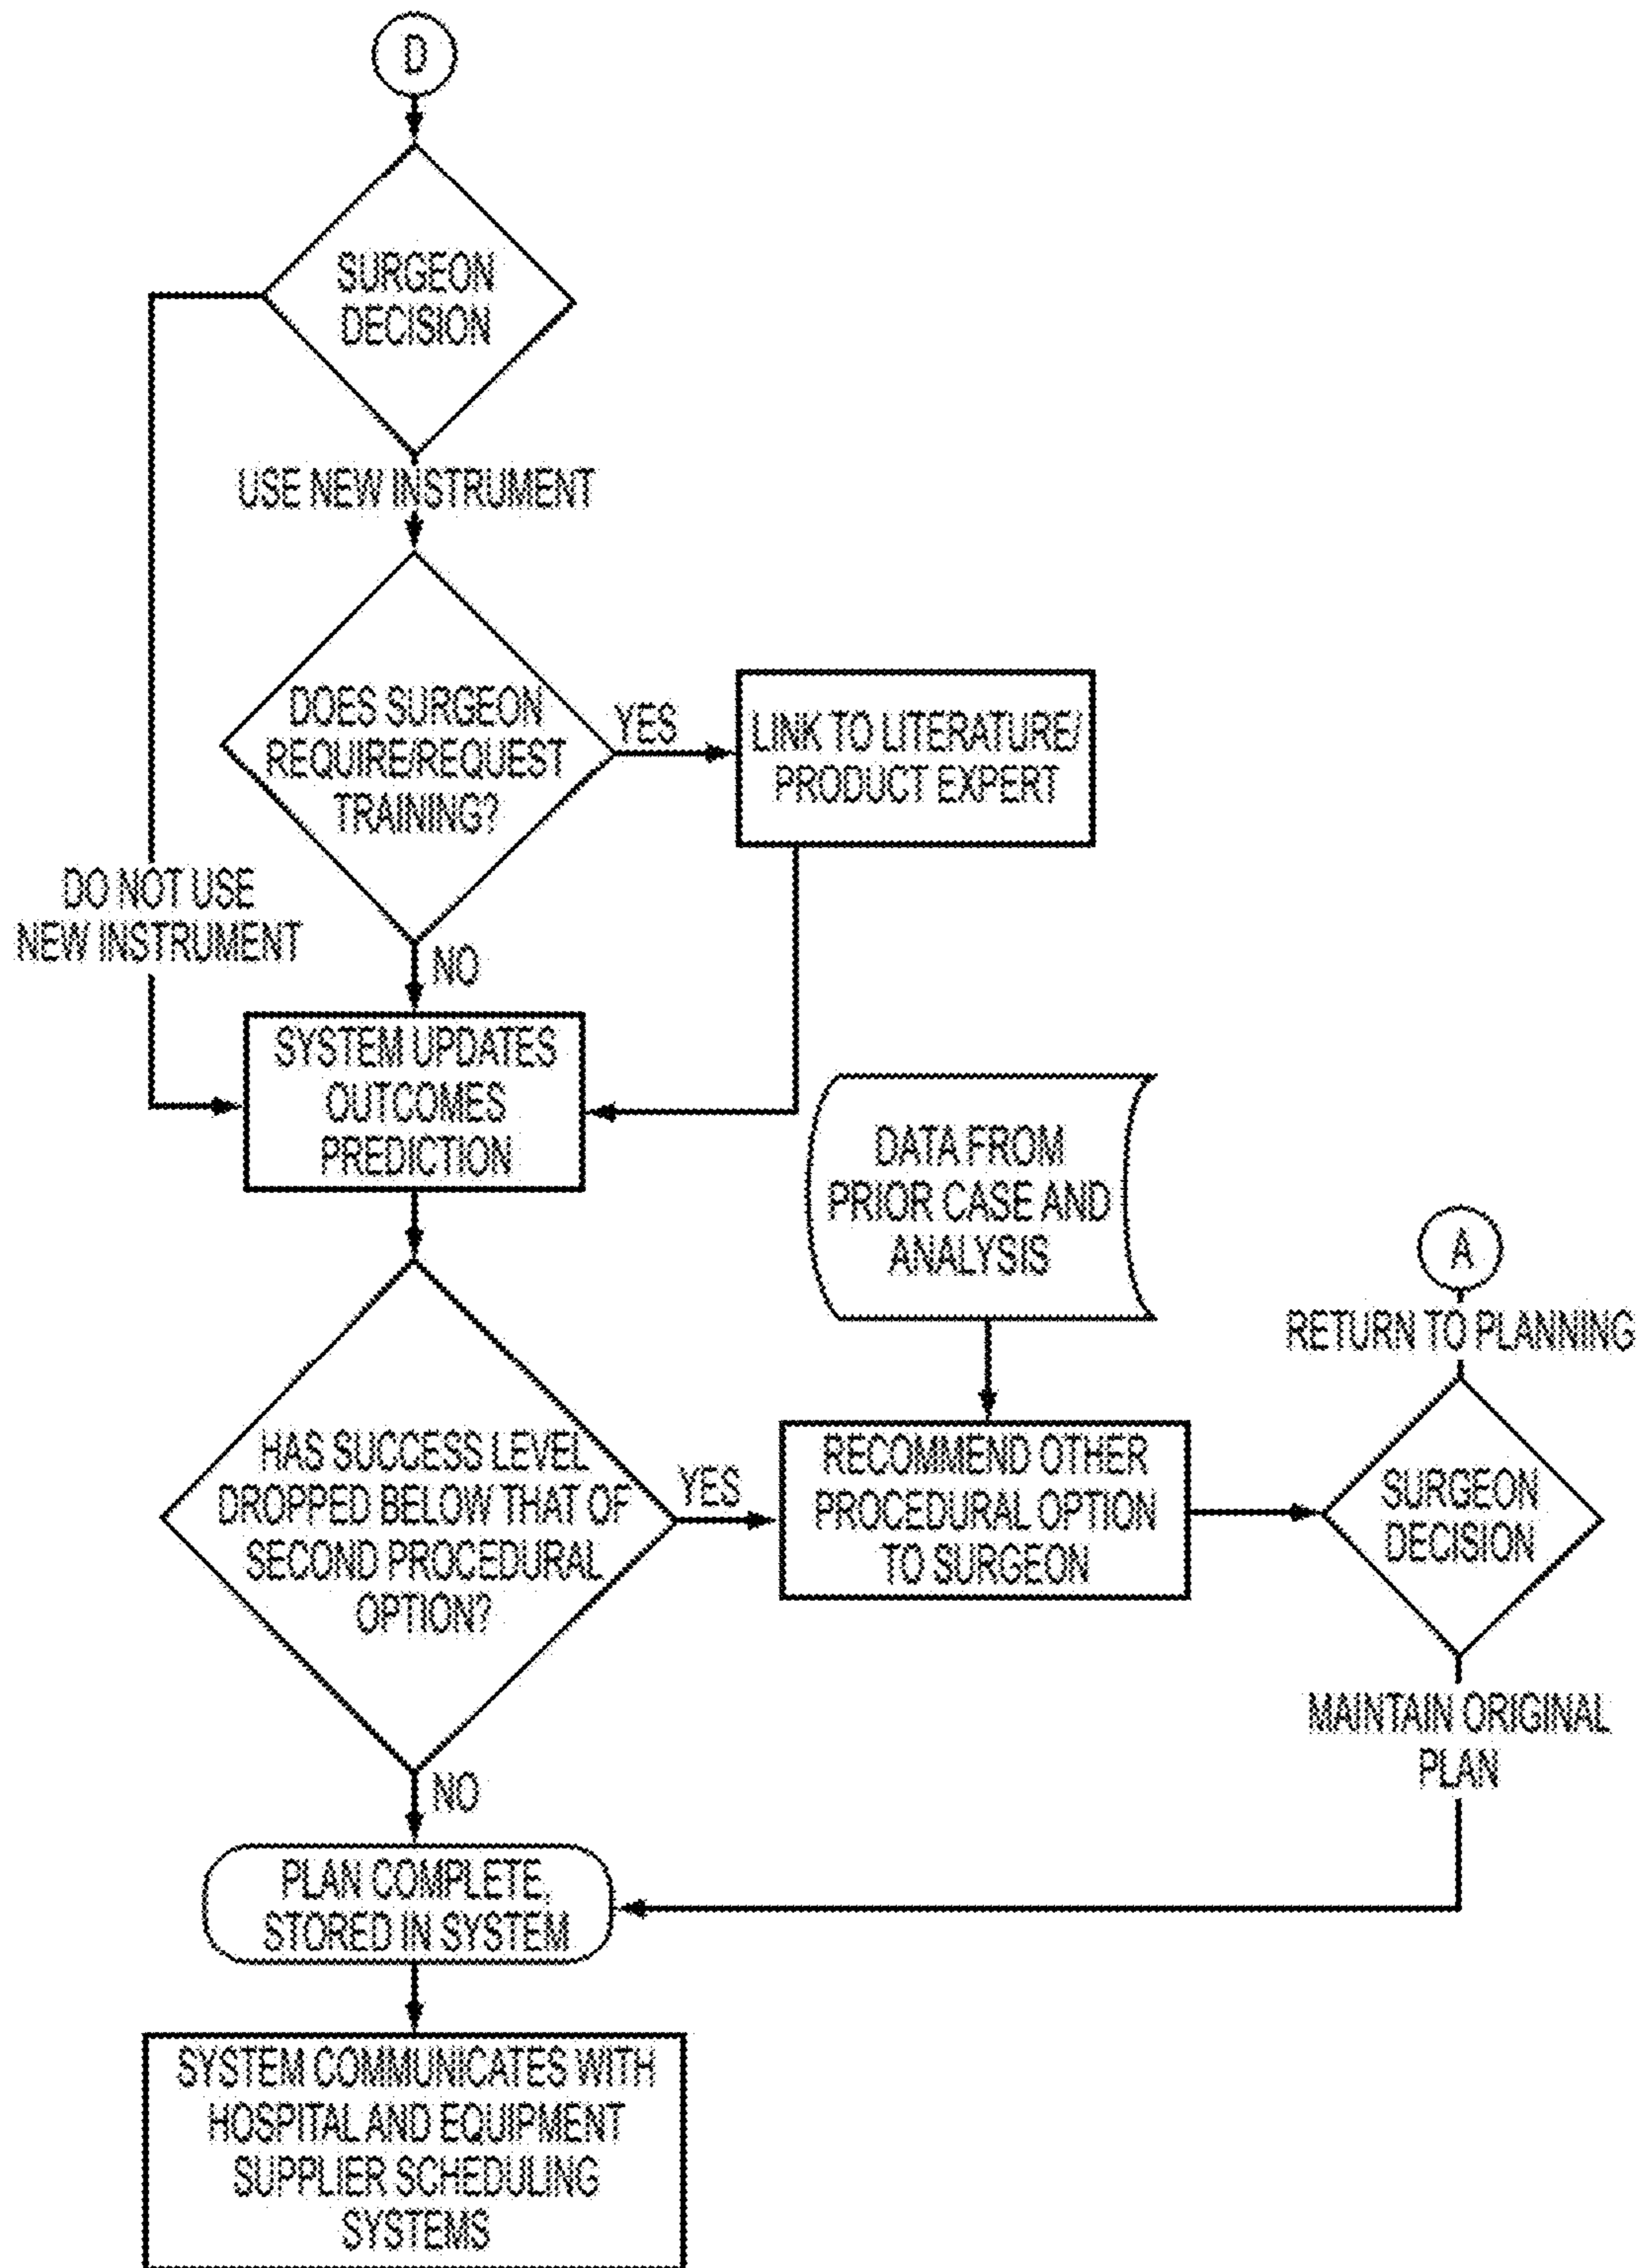 D
SURGEON
DECISION
USE NEW INSTRUMENT
DOES SURGEON
REQUIRE/REQUEST
TRAINING?
YES
LINK TO LITERATURE/
PRODUCT EXPERT
DO NOT USE
NEW INSTRUMENT
NO
SYSTEM UPDATES
OUTCOMES
PREDICTION
DATA FROM
PRIOR CASE AND
ANALYSIS
A
RETURN TO PLANNING
HAS SUCCESS LEVEL
DROPPED BELOW THAT OF
SECOND PROCEDURAL
OPTION?
YES
RECOMMEND OTHER
PROCEDURAL OPTION
TO SURGEON
SURGEON
DECISION
MAINTAIN ORIGINAL
PLAN
NO
PLAN COMPLETE,
STORED IN SYSTEM
SYSTEM COMMUNICATES WITH
HOSPITAL AND EQUIPMENT
SUPPLIER SCHEDULING
SYSTEMS